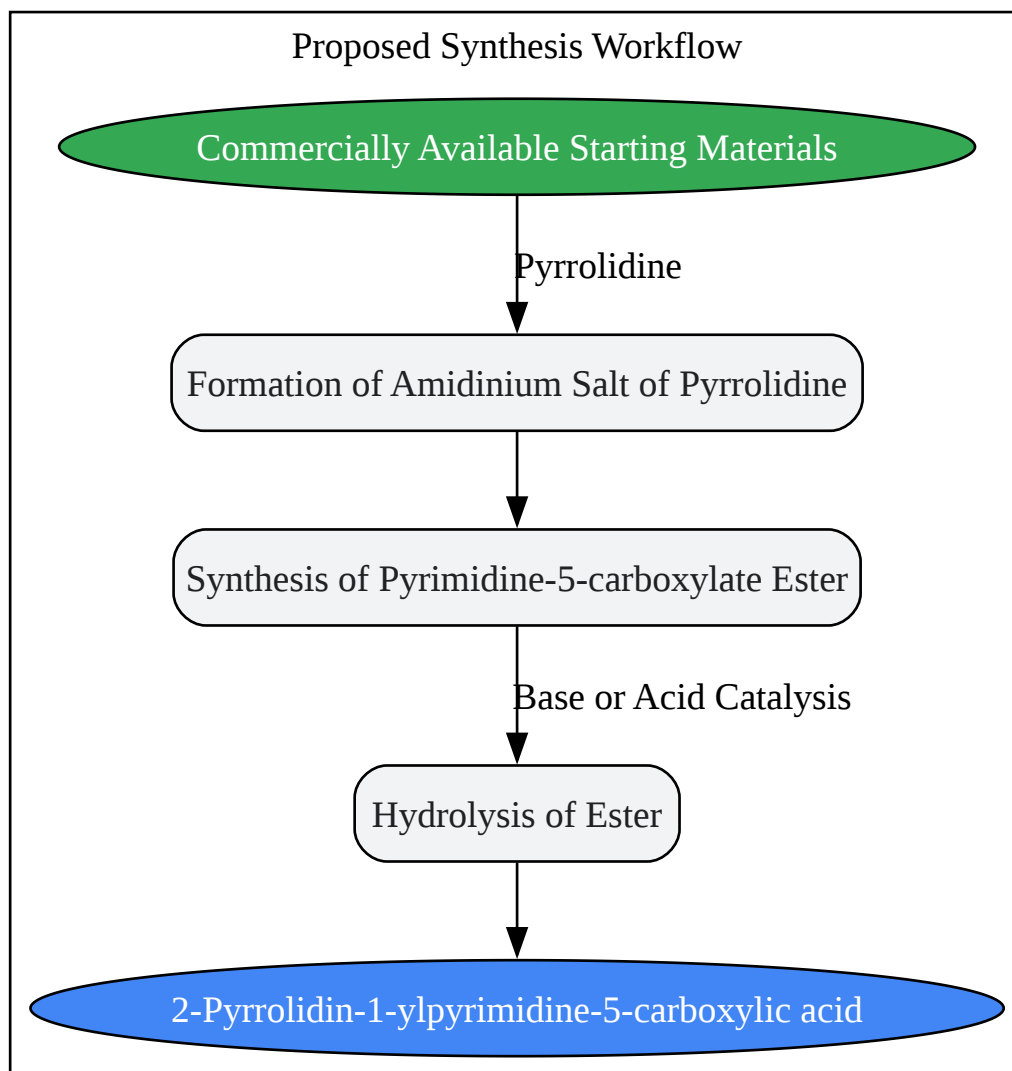 Proposed Synthesis Workflow
Commercially Available Starting Materials
Pyrrolidine
Formation of Amidinium Salt of Pyrrolidine
Synthesis of Pyrimidine-5-carboxylate Ester
Base or Acid Catalysis
Hydrolysis of Ester
2-Pyrrolidin-1-ylpyrimidine-5-carboxylic acid